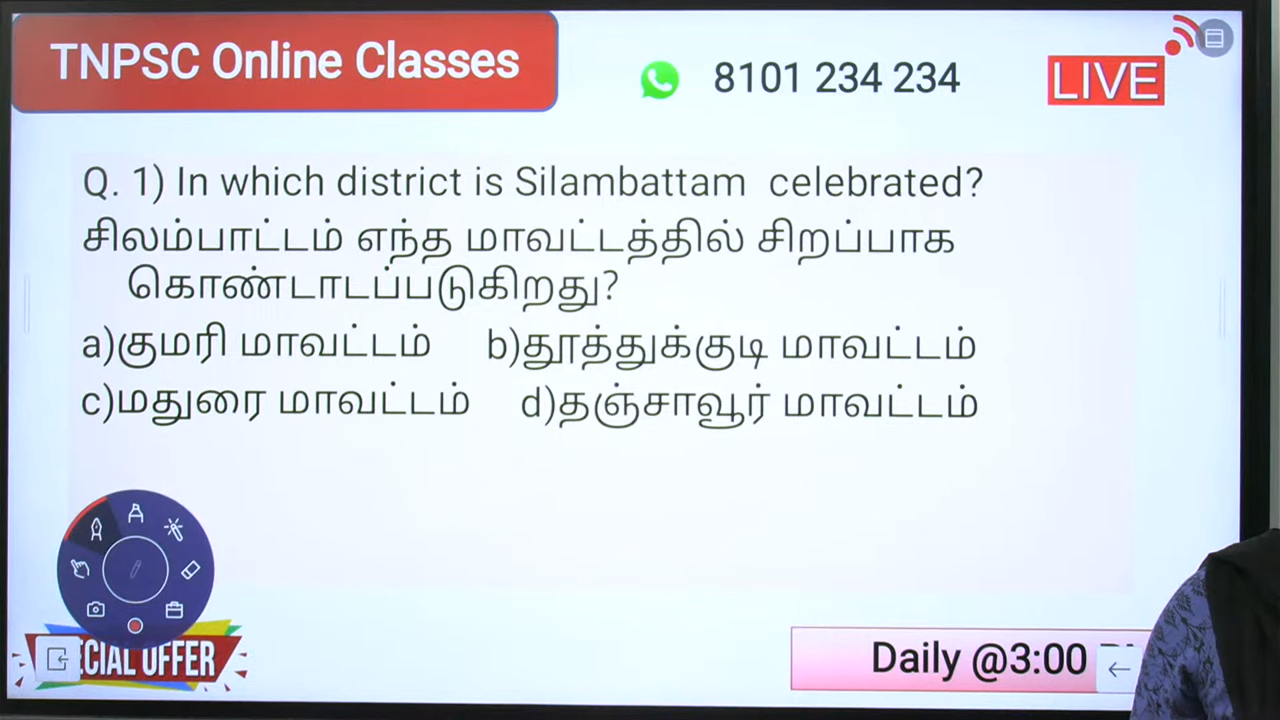 TNPSC Online Classes
8101 234 234
LIVE
Q. 1) In which district is Silambattam celebrated?
சிலம்பாட்டம் எந்த மாவட்டத்தில் சிறப்பாக
கொண்டாடப்படுகிறது?
a)குமரி மாவட்டம் b)தூத்துக்குடி மாவட்டம்
c)மதுரை மாவட்டம் d)தஞ்சாவூர் மாவட்டம்
OFFER
Daily @3:00